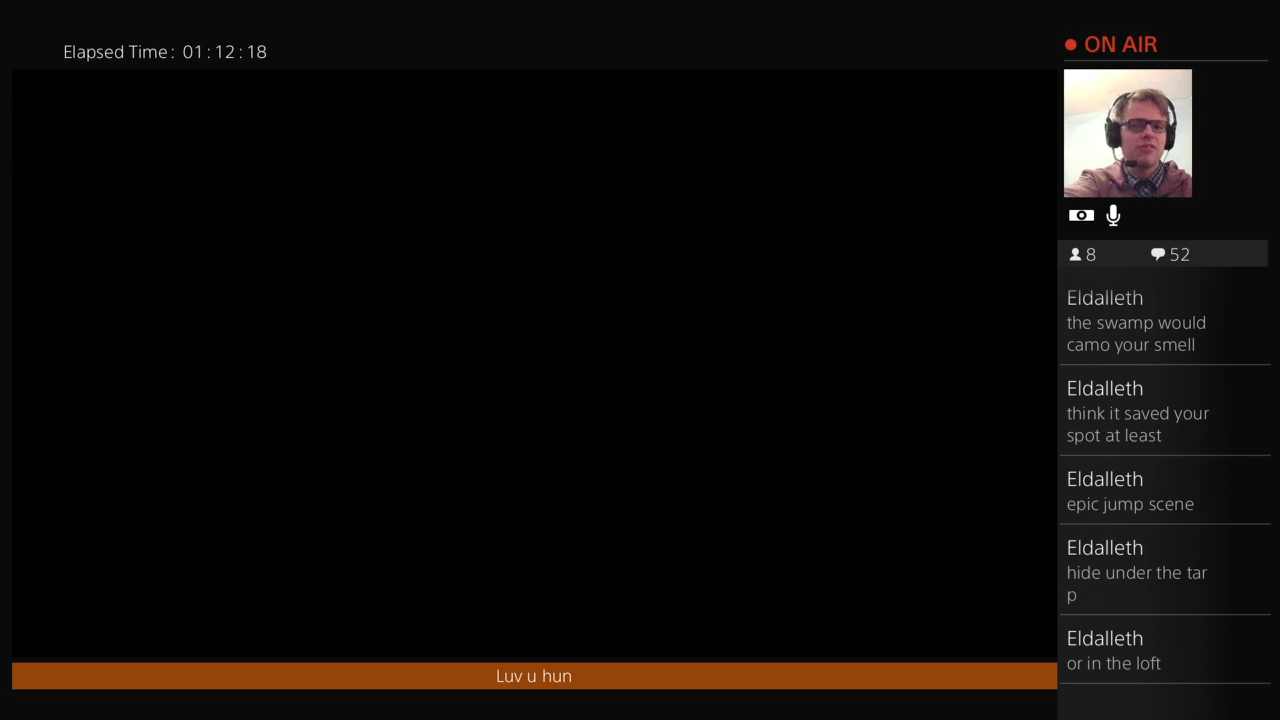 Elapsed Time: 01:12:18
ON AIR
8 52
Eldalleth
the swamp would
camo your smell
Eldalleth
think it saved your
spot at least
Eldalleth
epic jump scene
Eldalleth
hide under the tar
p
Eldalleth
or in the loft
Luv u hun